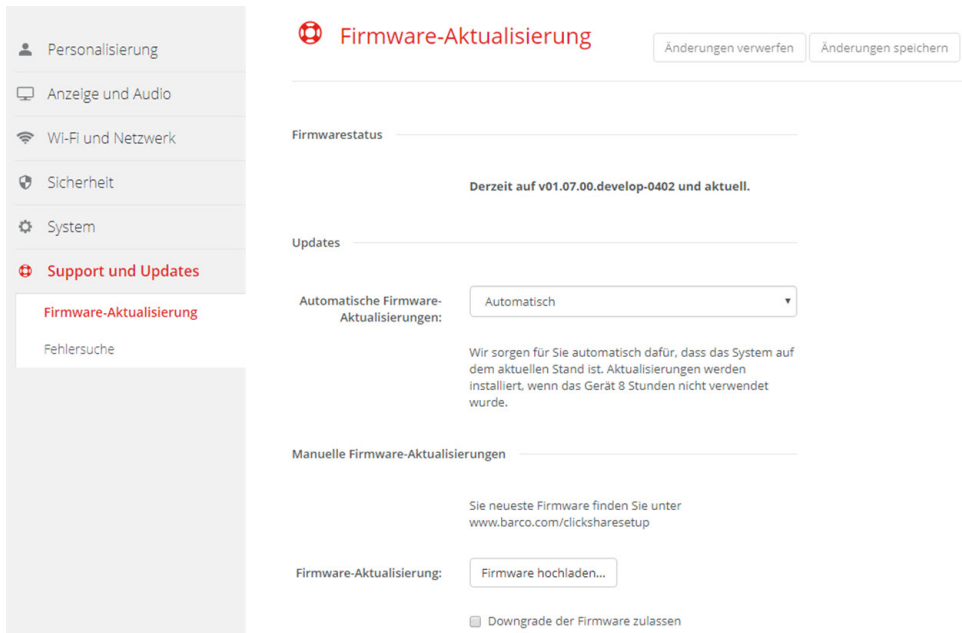 Personalisierung
Anzeige und Audio
Wi-Fi und Netzwerk
Sicherheit
System
Support und Updates
Firmware-Aktualisierung
Fehlersuche
Firmware-Aktualisierung
Änderungen verwerfen
Änderungen speichern
Firmwarestatus
Derzeit auf v01.07.00.develop-0402 und aktuell.
Updates
Automatische Firmware-
Aktualisierungen:
Automatisch
Wir sorgen für Sie automatisch dafür, dass das System auf
dem aktuellen Stand ist. Aktualisierungen werden
installiert, wenn das Gerät 8 Stunden nicht verwendet
wurde.
Manuelle Firmware-Aktualisierungen
Sie neueste Firmware finden Sie unter
www.barco.com/clicksharesetup
Firmware-Aktualisierung:
Firmware hochladen...
Downgrade der Firmware zulassen